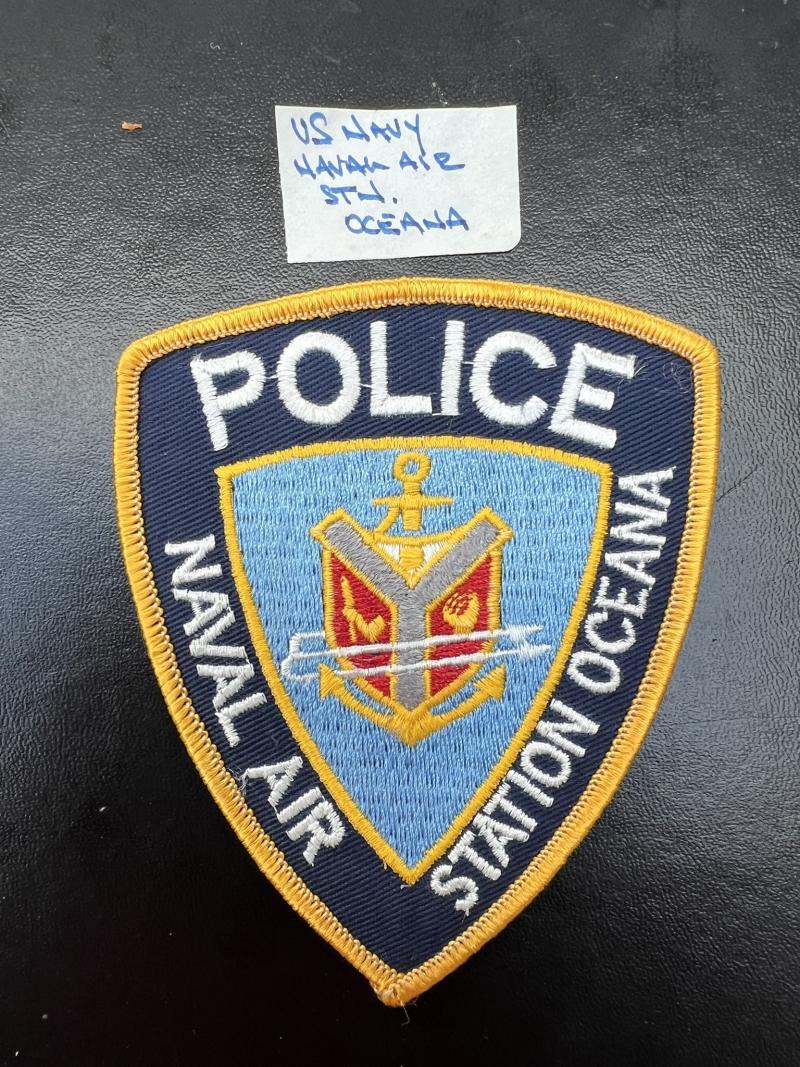 US NAVY
NAVAL AIR
STN.
OCEANA
POLICE
NAVAL AIR
STATION OCEANA